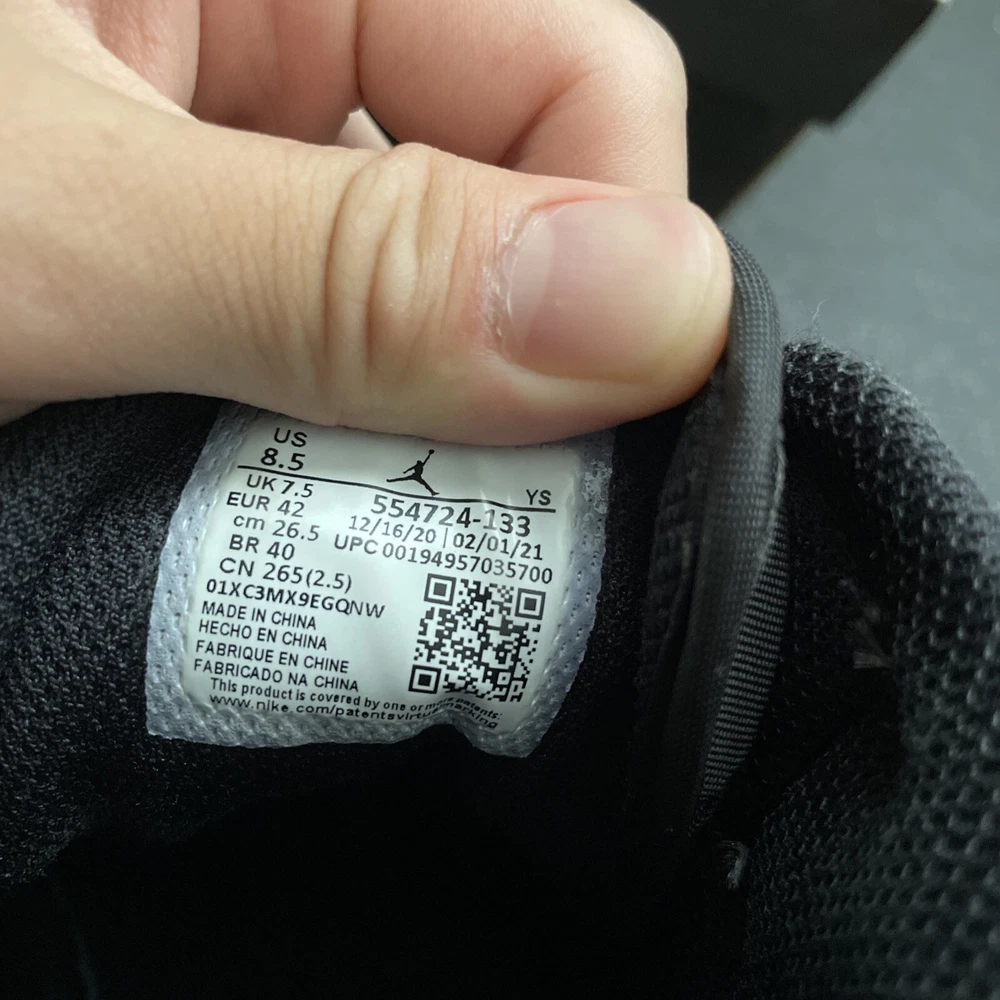 US
8.5
YS
UK 7.5
554724-133
EUR 42
12/16/20 | 02/01/21
cm 26.5
UPC 00194957035700
BR 40
CN 265(2.5)
01XC3MX9EGQNW
MADE IN CHINA
HECHO EN CHINA
FABRIQUE EN CHINE
FABRICADO NA CHINA
This product is covered by one or more patents:
www.nike.com/patentsvirtualmarking